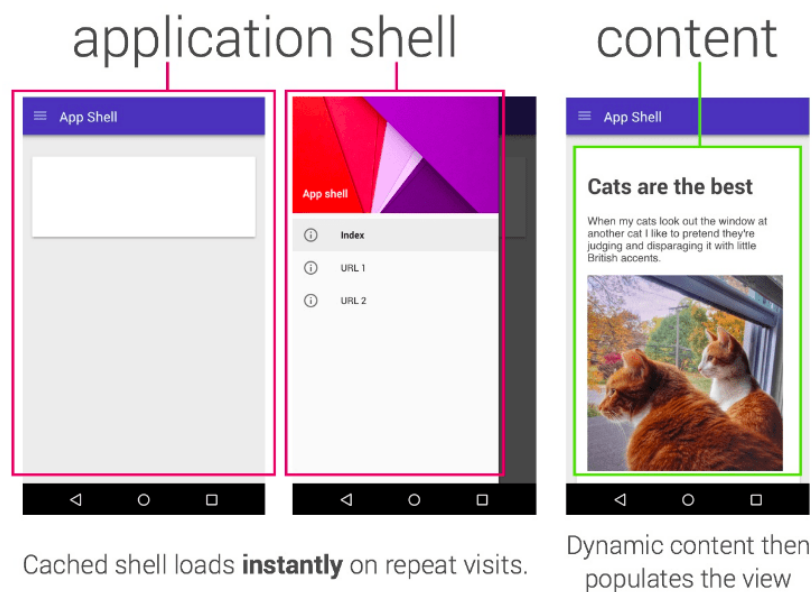 application shell
content
App Shell
App shell
Index
URL 1
URL 2
App Shell
Cats are the best
When my cats look out the window at
another cat I like to pretend they're
judging and disparaging it with little
British accents.
Cached shell loads instantly on repeat visits.
Dynamic content then
populates the view